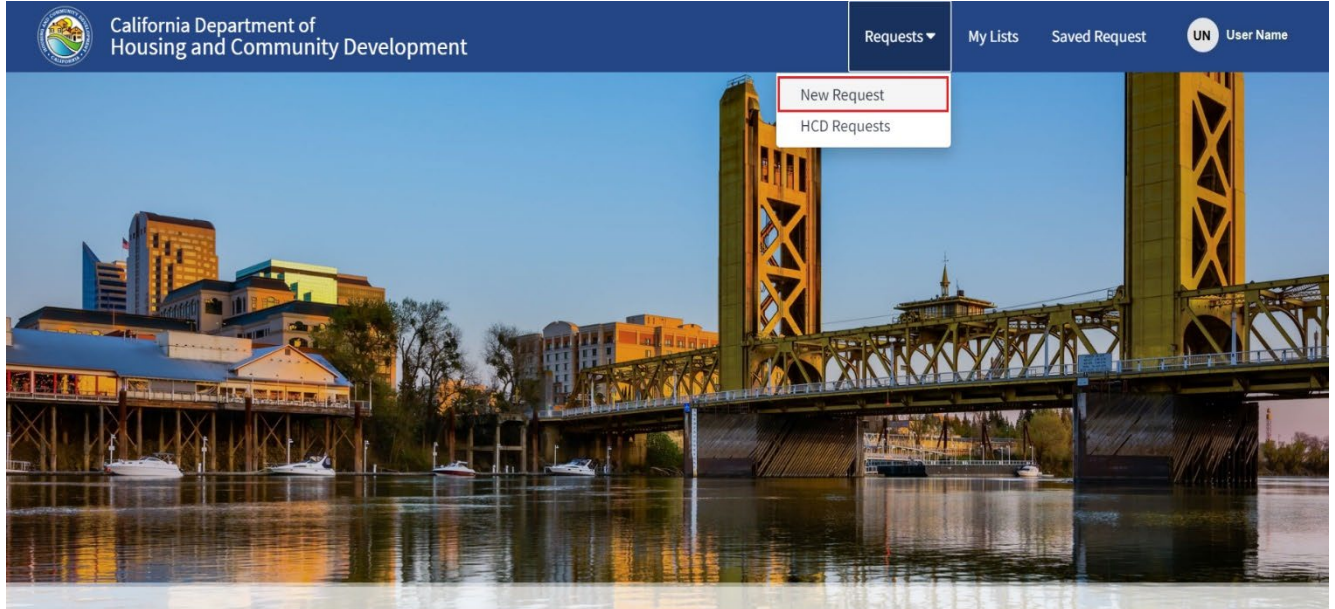 California Department of
Housing and Community Development
Requests
My Lists
Saved Request
UN
User Name
New Request
HCD Requests